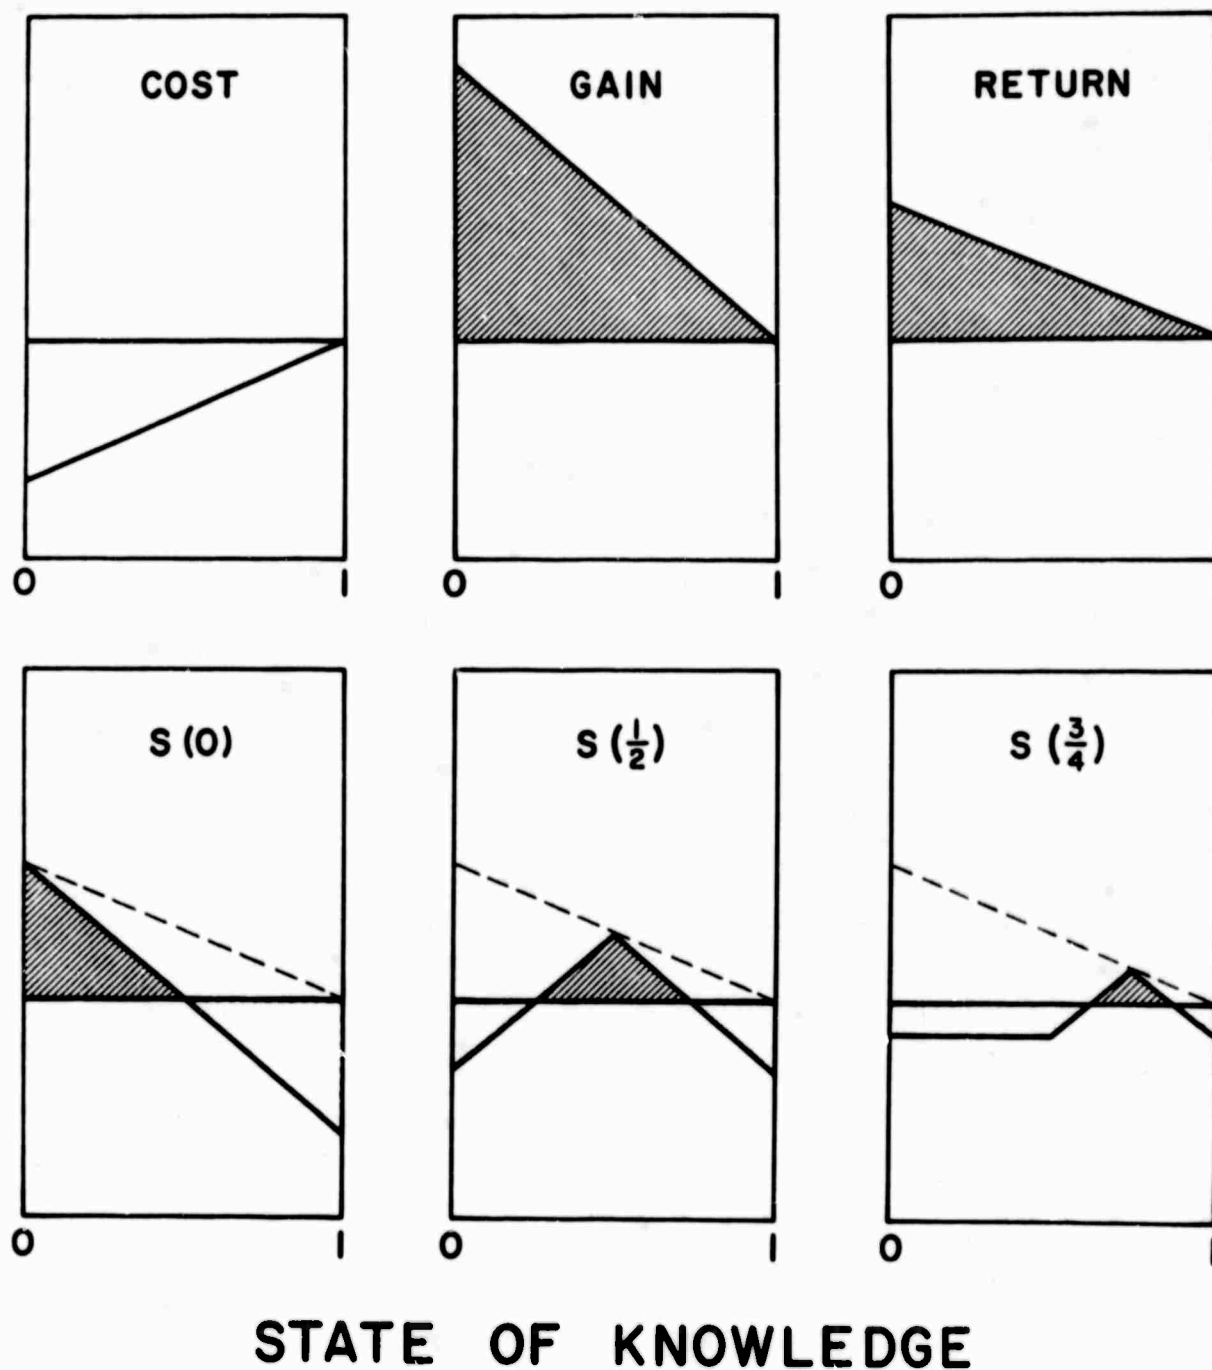 COST GAIN RETURN
0 1 0 1 0
S (0) S (1/2) S (3/4)
0 1 0 1 0 1
STATE OF KNOWLEDGE